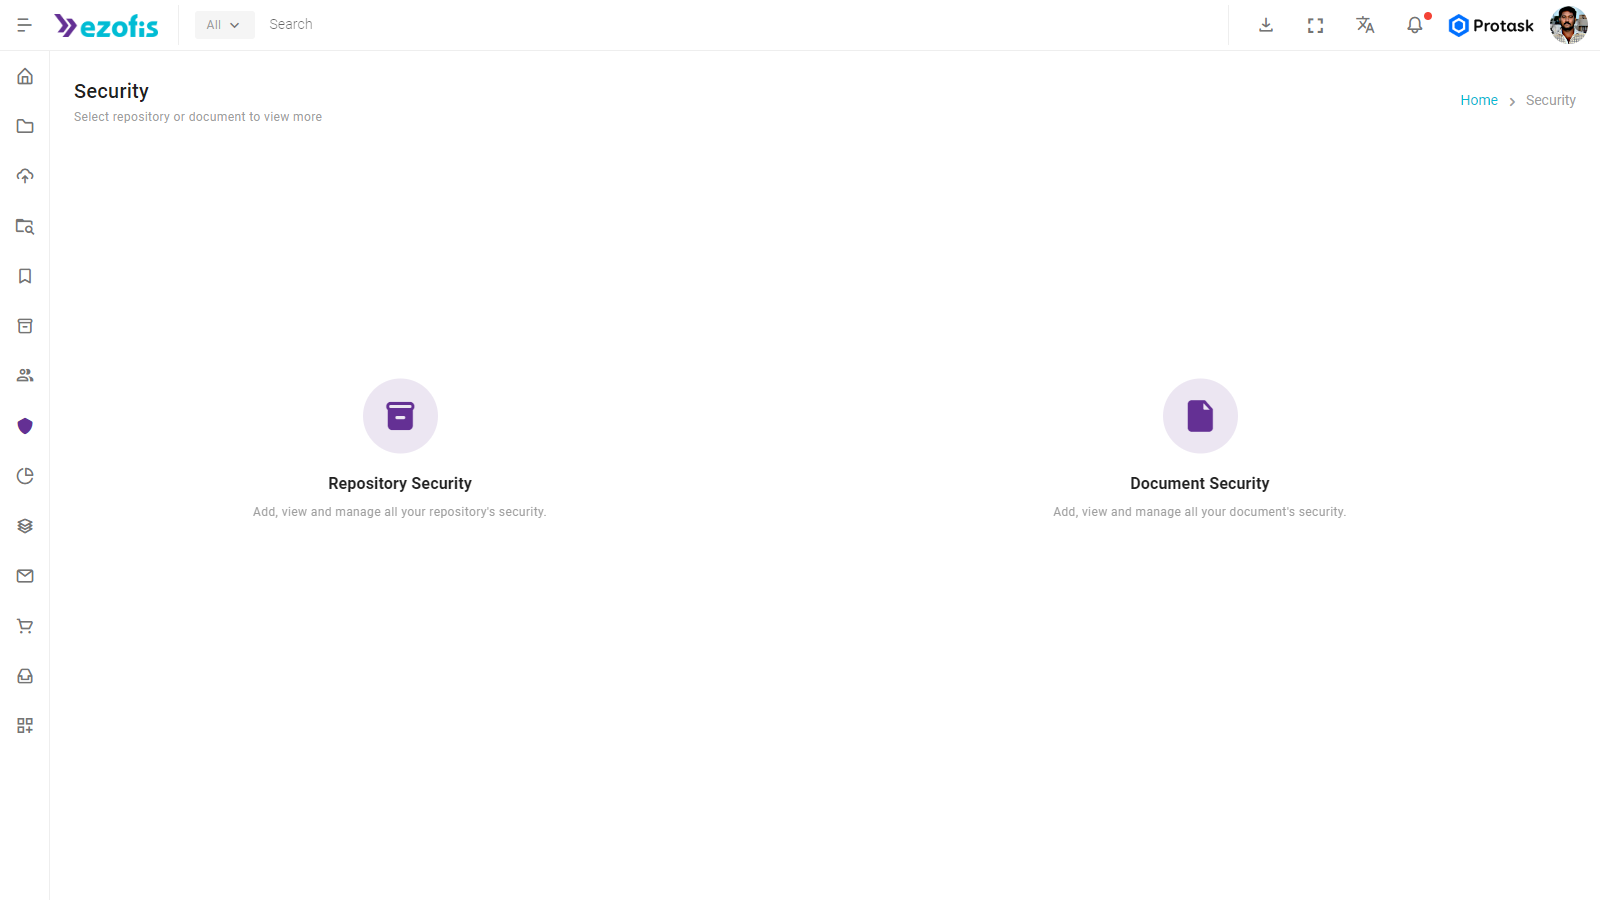 ezofis
All
Search
Protask
Security
Select repository or document to view more
Home > Security
Repository Security
Add, view and manage all your repository's security.
Document Security
Add, view and manage all your document's security.